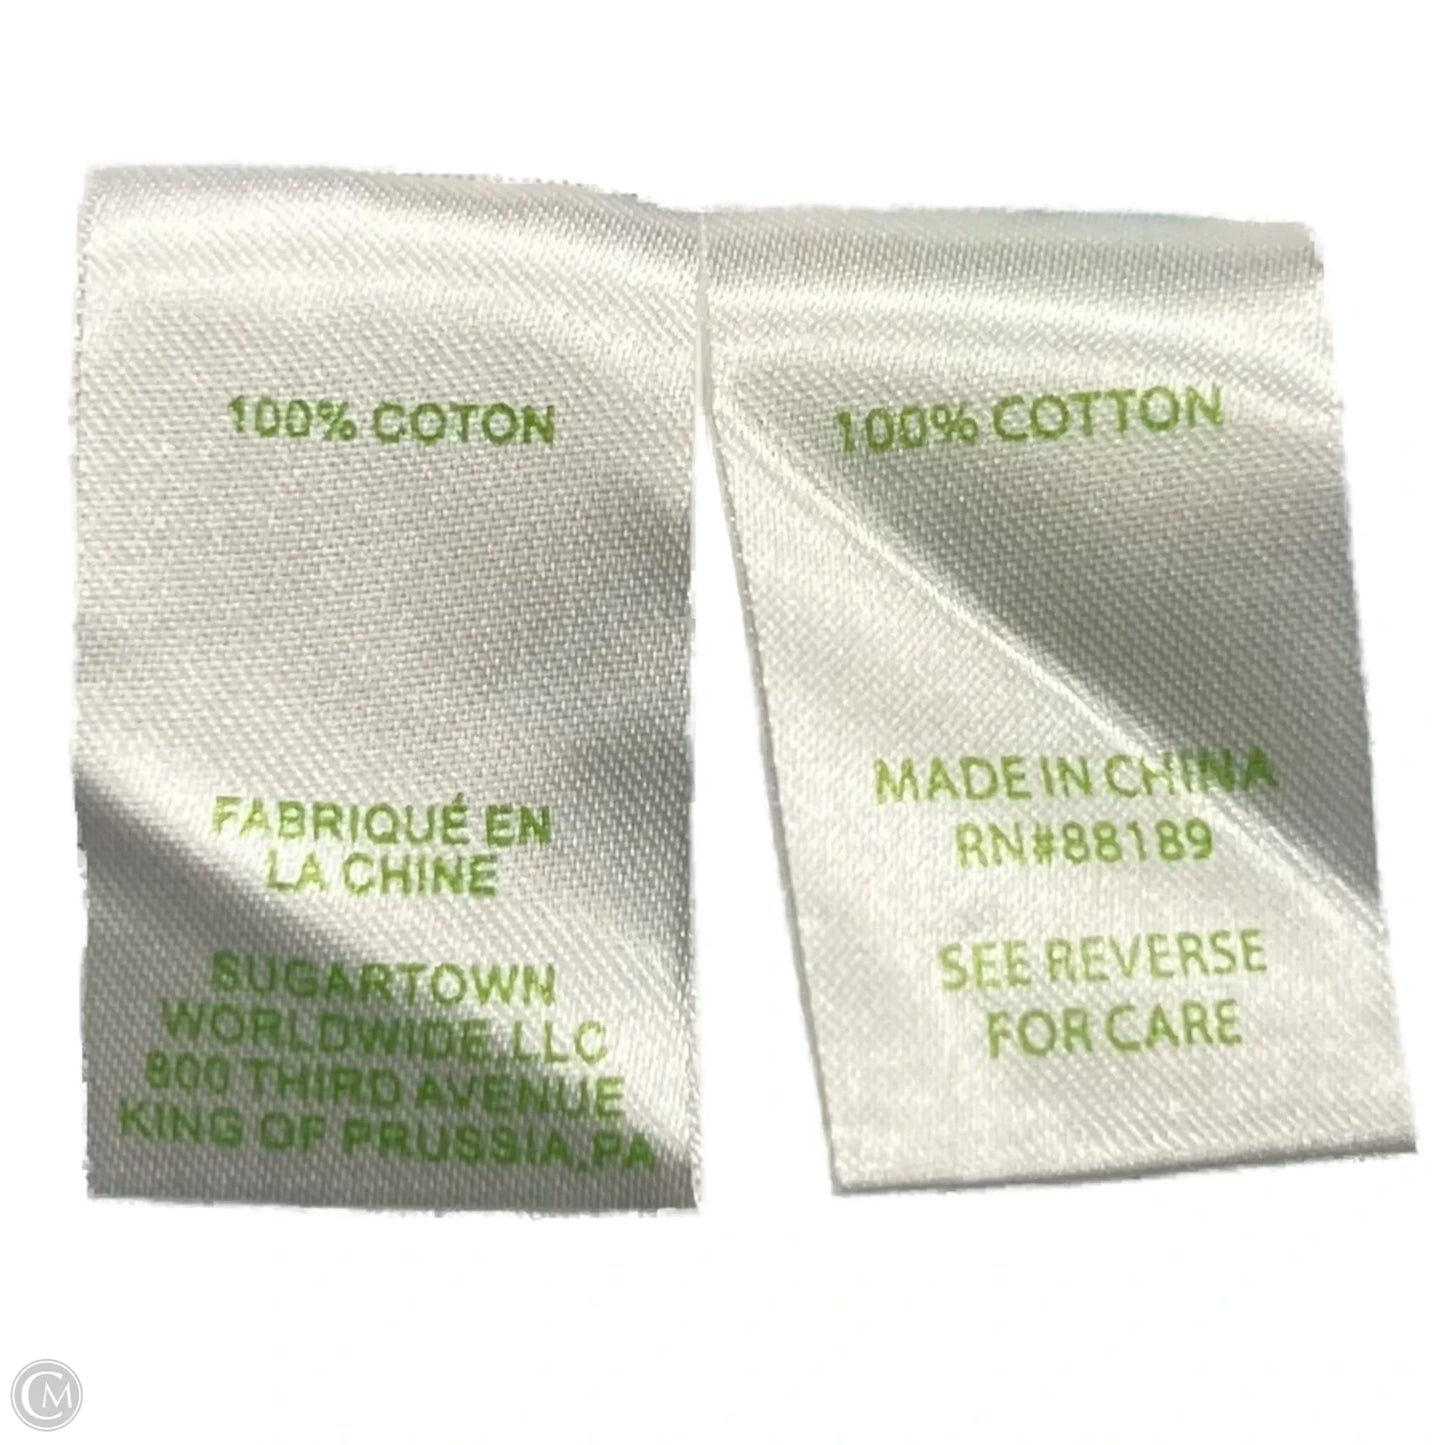 100% COTON
FABRIQUÉ EN
LA CHINE
SUGARTOWN
WORLDWIDE, LLC
800 THIRD AVENUE
KING OF PRUSSIA, PA
100% COTTON
MADE IN CHINA
RN#88189
SEE REVERSE
FOR CARE
CM